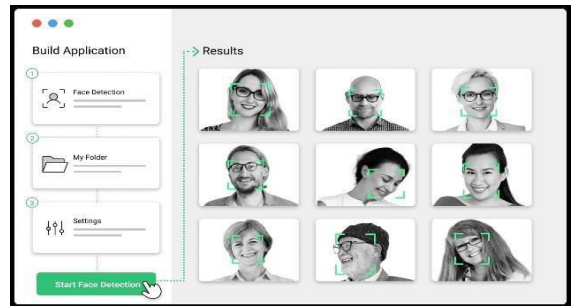 Build Application
1
Face Detection
2
My Folder
3
Settings
Start Face Detection
Results